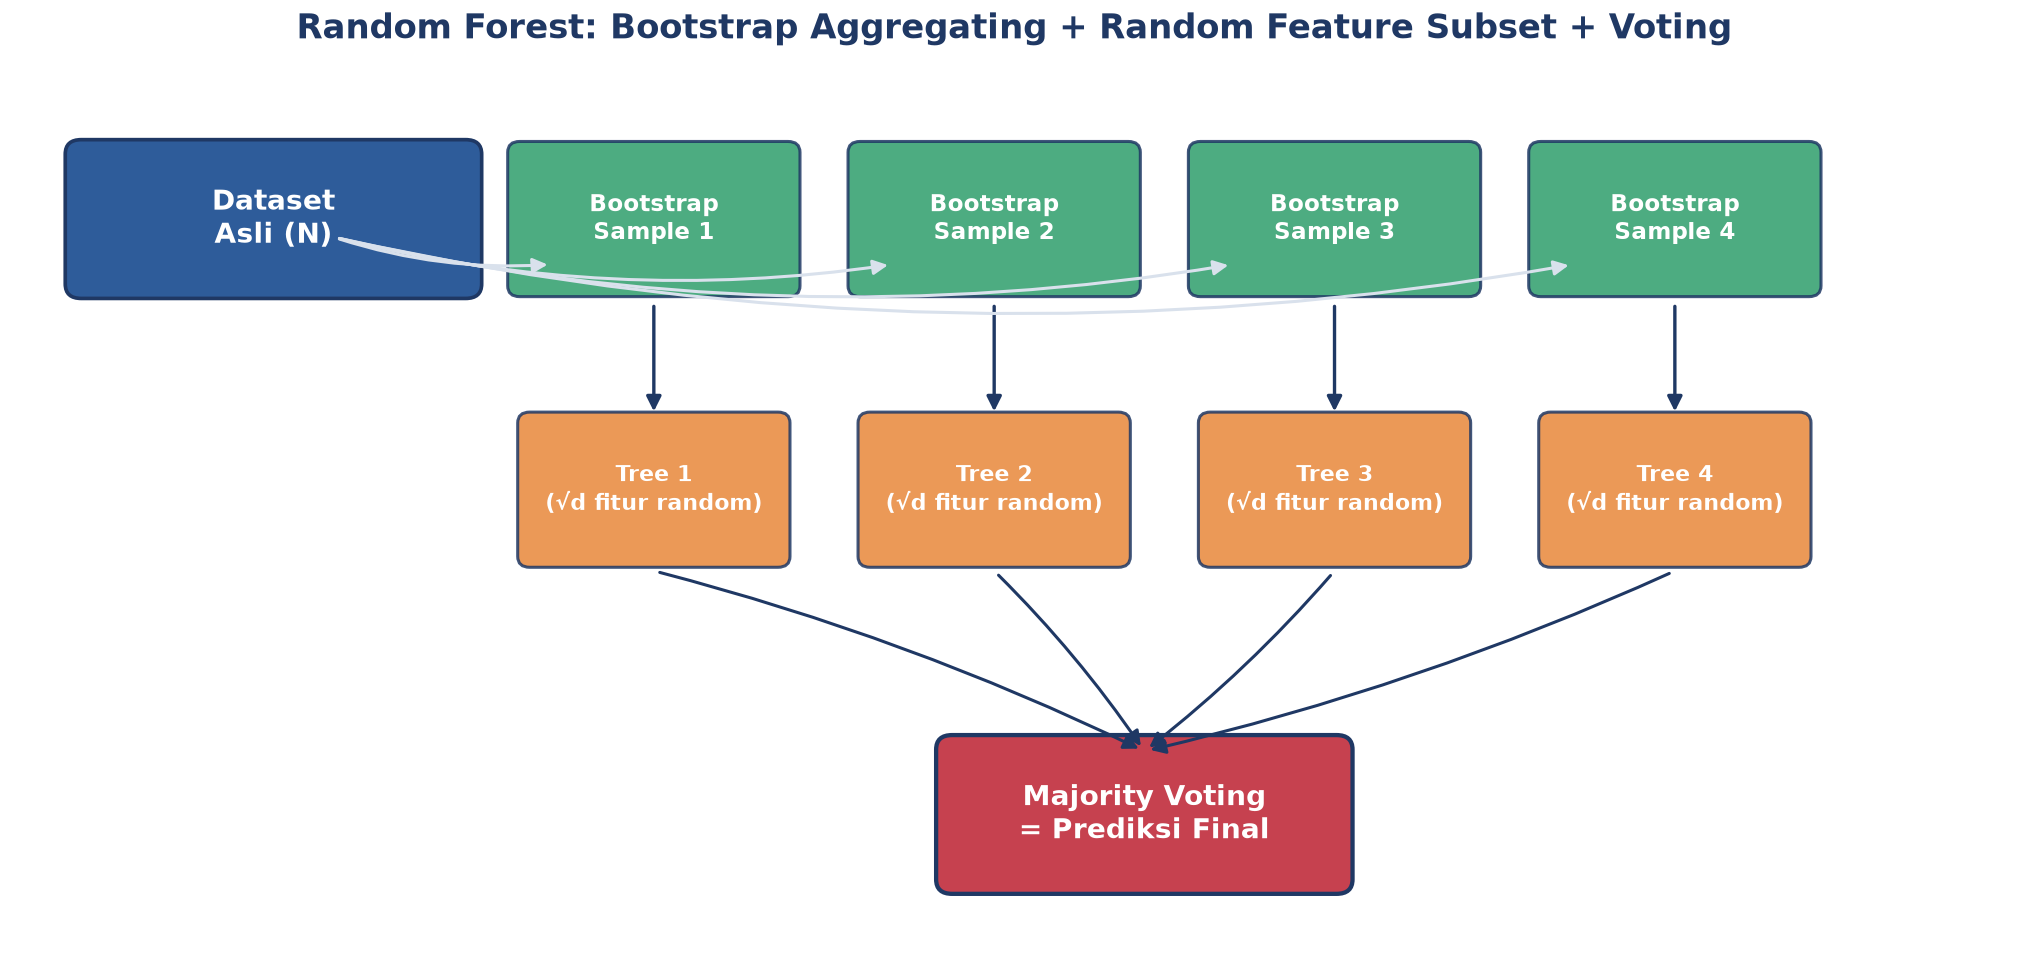 Random Forest: Bootstrap Aggregating + Random Feature Subset + Voting
Dataset
Asli (N)
Bootstrap
Sample 1
Bootstrap
Sample 2
Bootstrap
Sample 3
Bootstrap
Sample 4
Tree 1
(√d fitur random)
Tree 2
(√d fitur random)
Tree 3
(√d fitur random)
Tree 4
(√d fitur random)
Majority Voting
= Prediksi Final